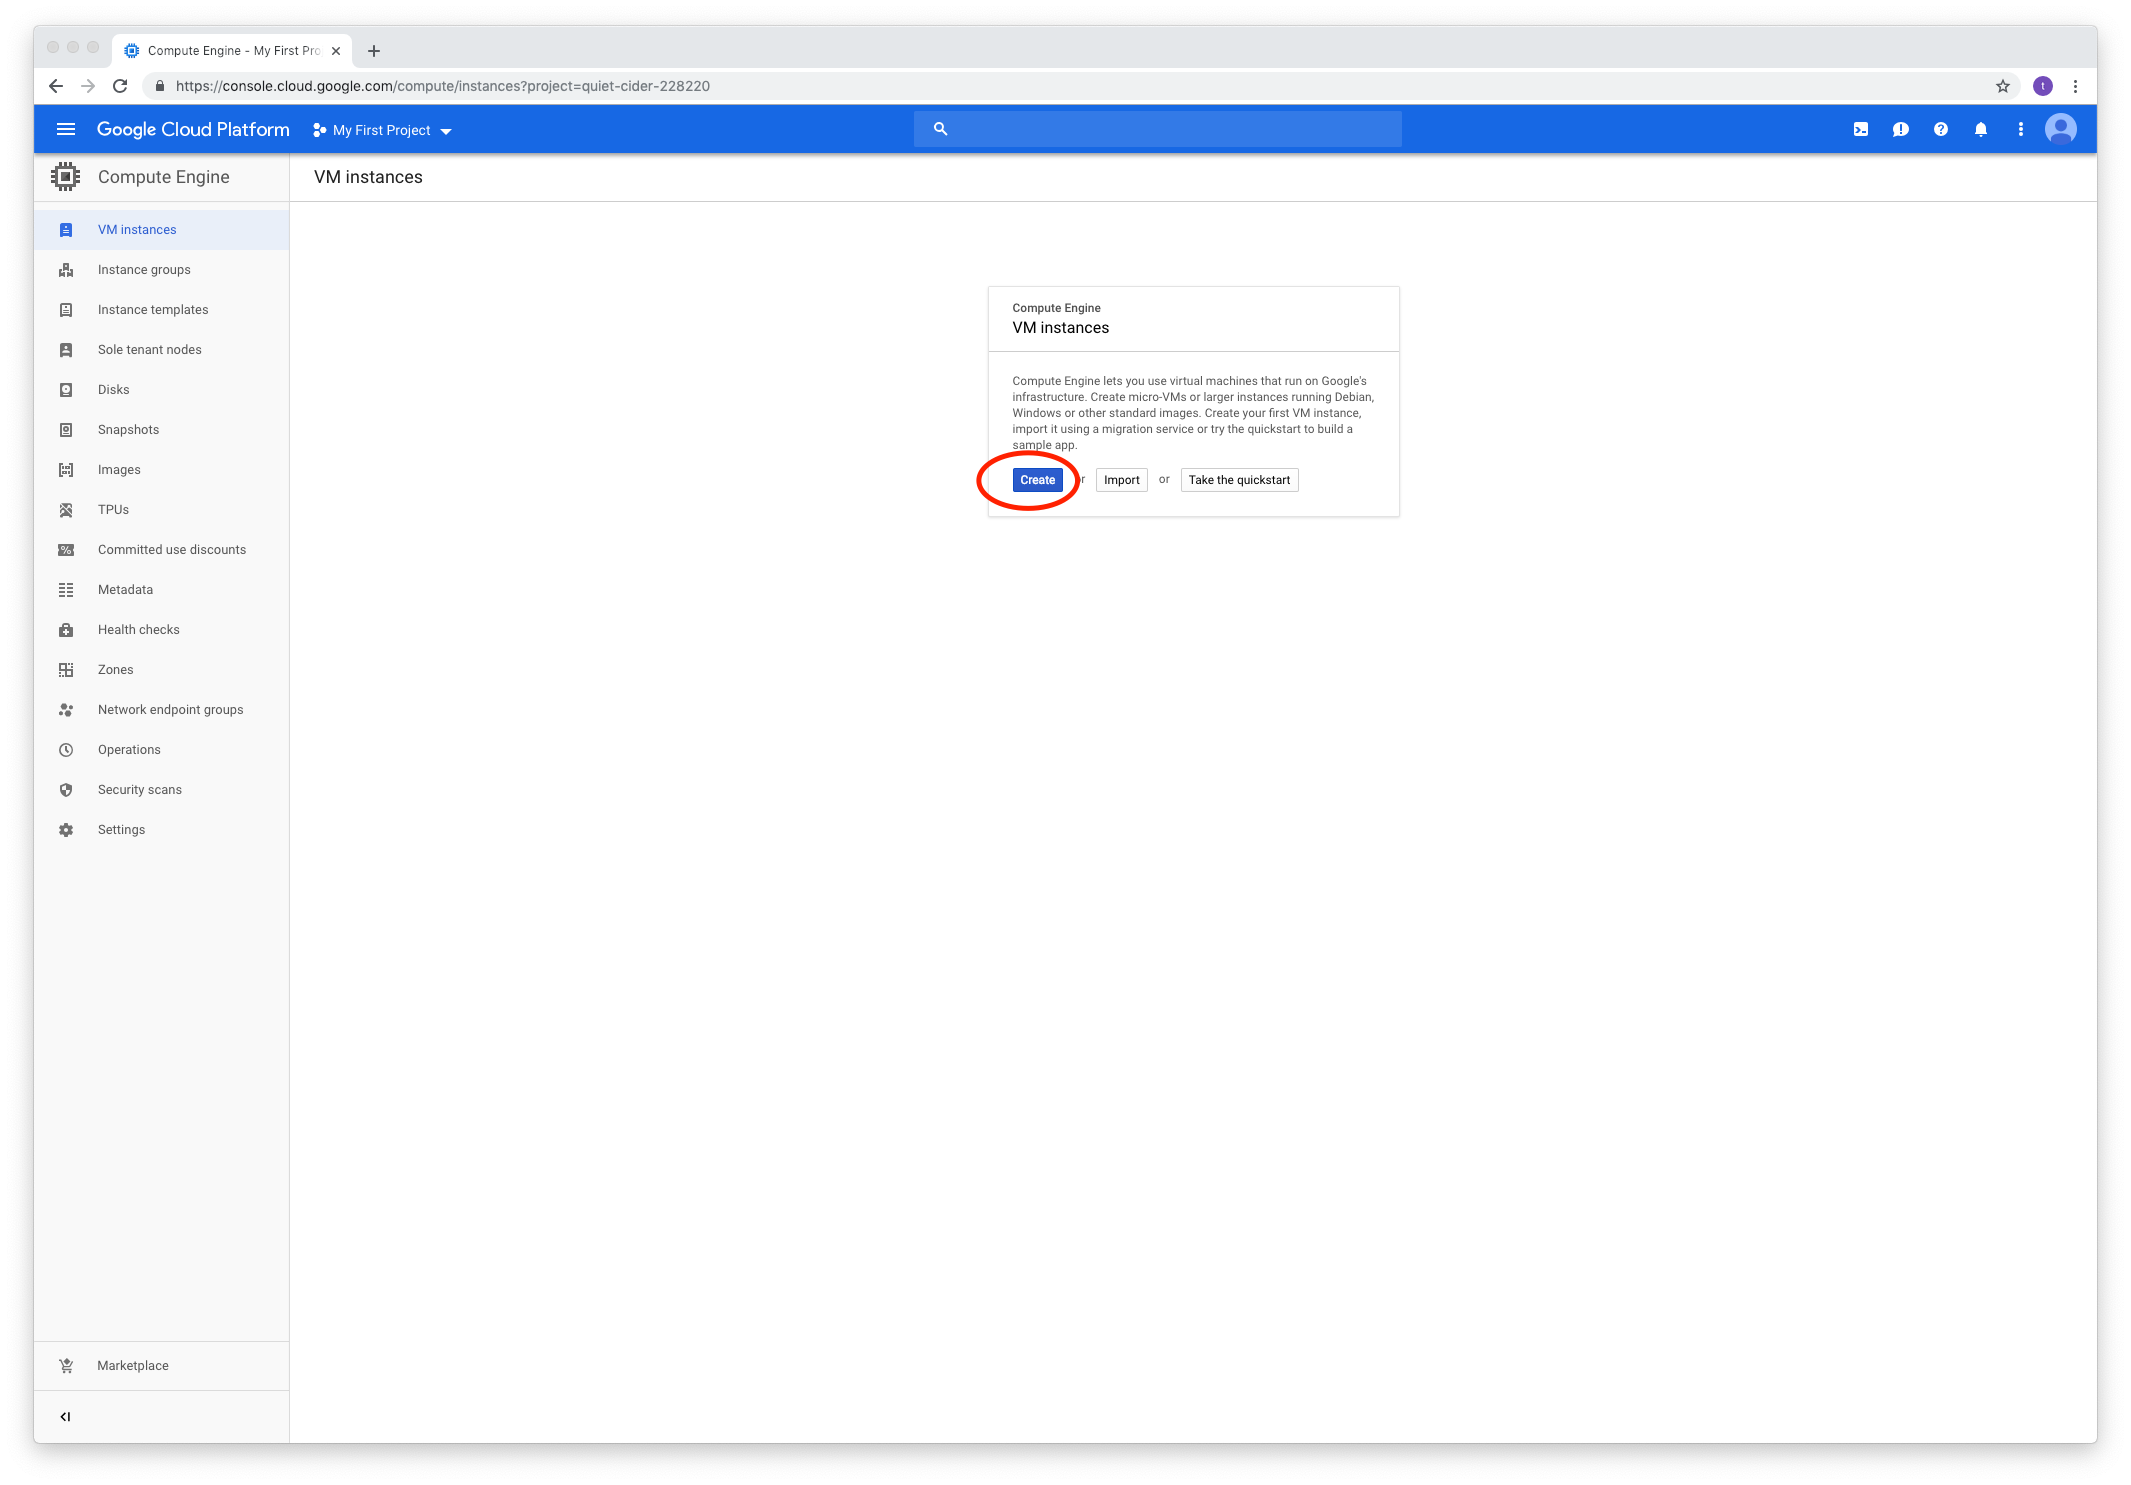 Compute Engine - My First Pro
https://console.cloud.google.com/compute/instances?project=quiet-cider-228220
t
Google Cloud Platform
My First Project
Compute Engine
VM instances
VM instances
Instance groups
Instance templates
Sole tenant nodes
Disks
Snapshots
Images
TPUs
Committed use discounts
Metadata
Health checks
Zones
Network endpoint groups
Operations
Security scans
Settings
Marketplace
Compute Engine
VM instances
Compute Engine lets you use virtual machines that run on Google's
infrastructure. Create micro-VMs or larger instances running Debian,
Windows or other standard images. Create your first VM instance,
import it using a migration service or try the quickstart to build a
sample app.
Create or Import or Take the quickstart